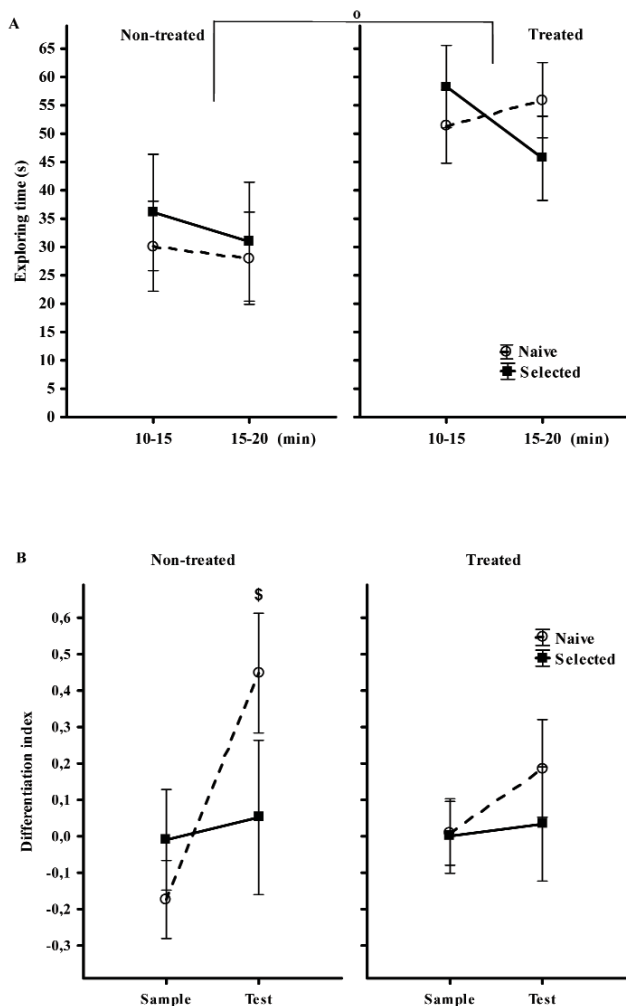 A
o
Non-treated
Treated
Exploring time (s)
65
60
55
50
45
40
35
30
25
20
15
10
5
0
Naive
Selected
10-15
15-20 (min)
10-15
15-20 (min)
B
Non-treated
Treated
$
Differentiation index
0,6
0,5
0,4
0,3
0,2
0,1
0,0
-0,1
-0,2
-0,3
Naive
Selected
Sample
Test
Sample
Test